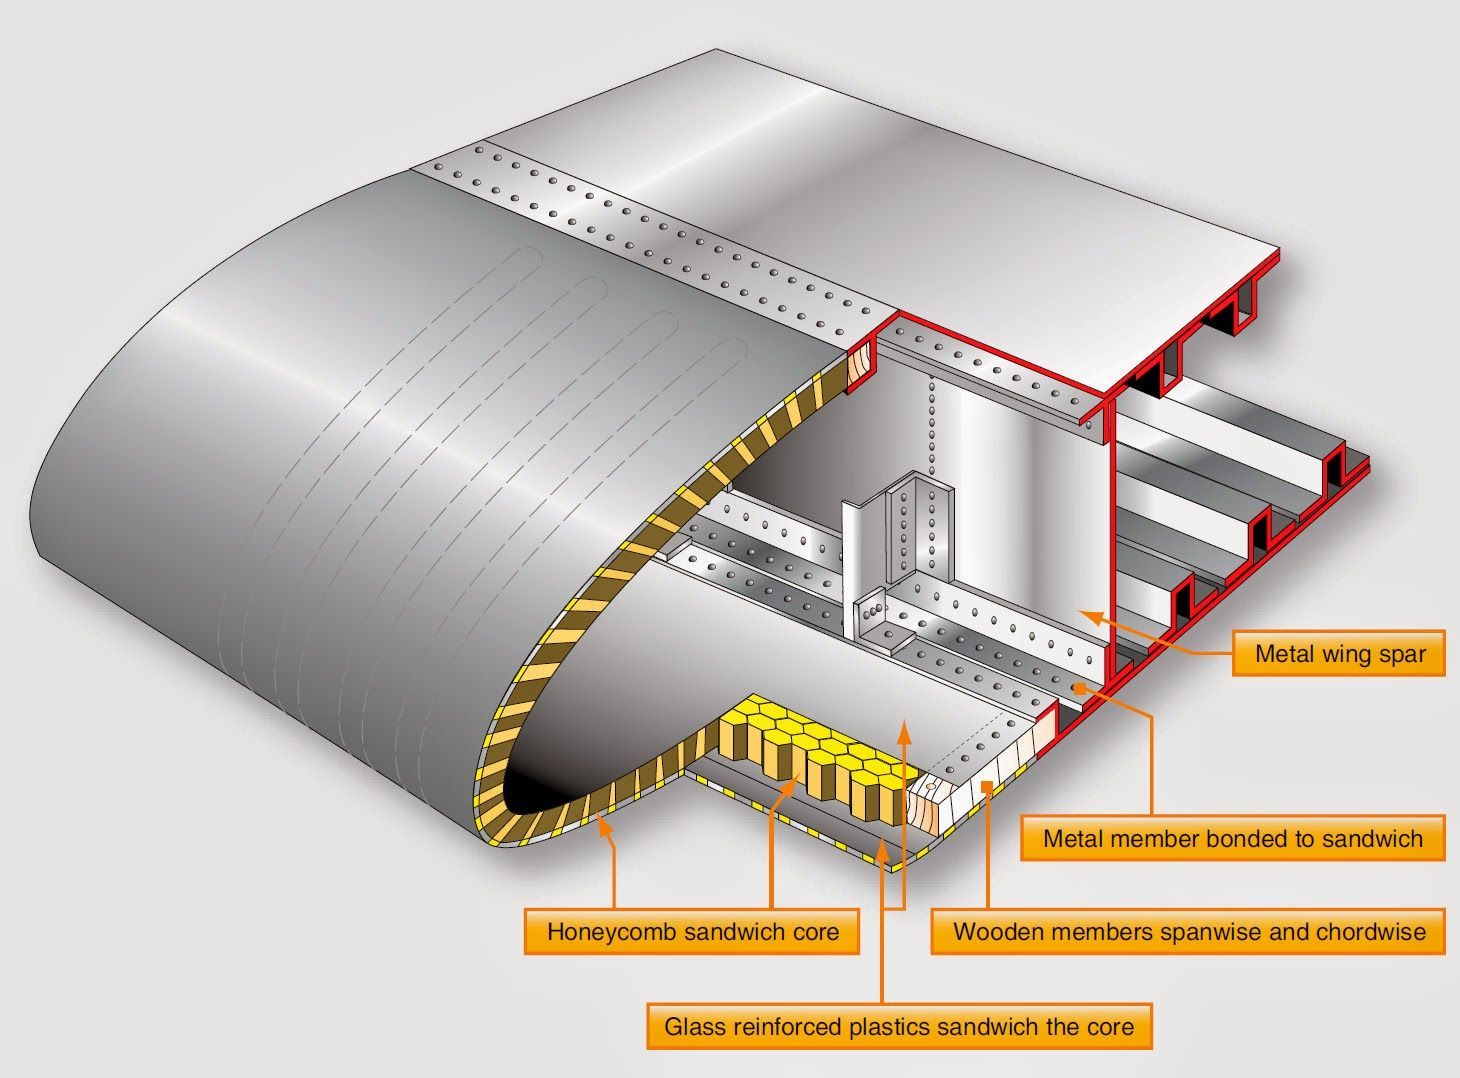 Metal wing spar
Metal member bonded to sandwich
Honeycomb sandwich core
Wooden members spanwise and chordwise
Glass reinforced plastics sandwich the core